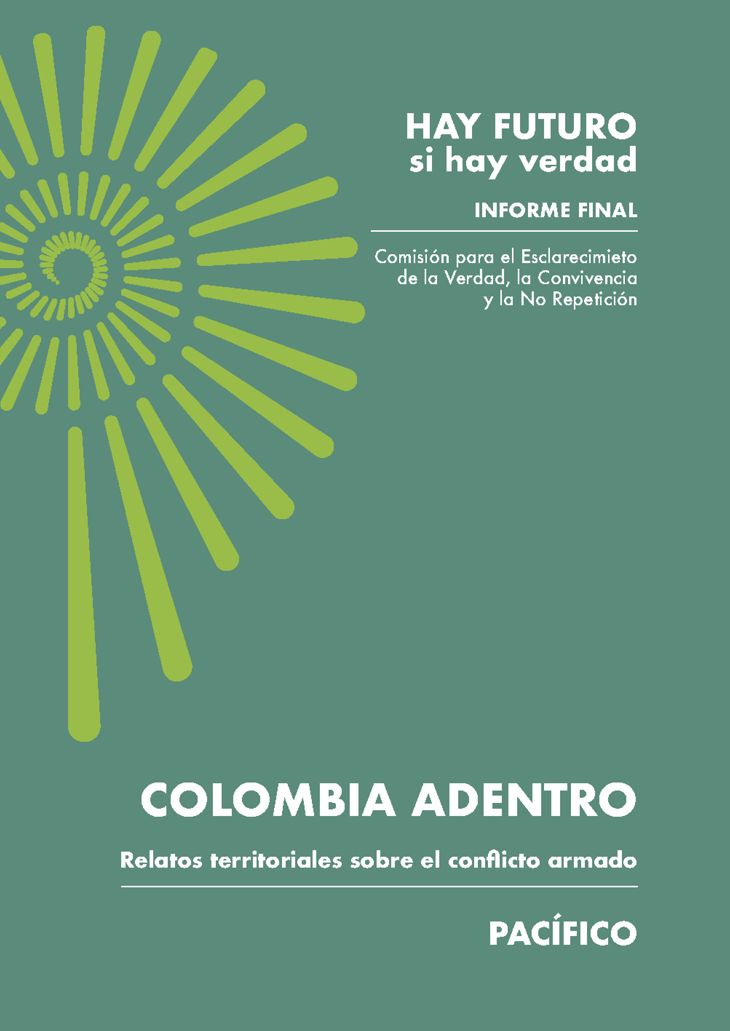 HAY FUTURO
si hay verdad
INFORME FINAL
Comisión para el Esclarecimieto
de la Verdad, la Convivencia
y la No Repetición
COLOMBIA ADENTRO
Relatos territoriales sobre el conflicto armado
PACÍFICO